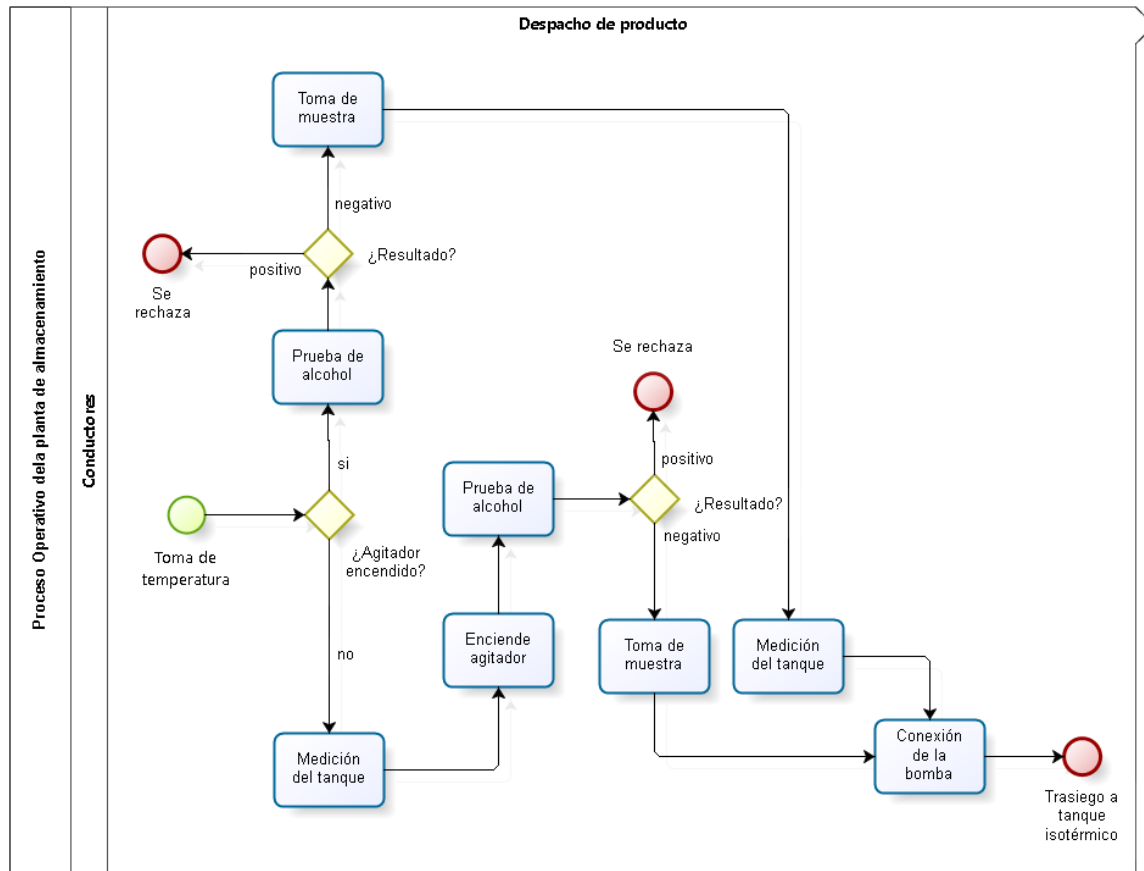 Despacho de producto
Proceso Operativo dela planta de almacenamiento
Conductores
Toma de
muestra
negativo
¿Resultado?
positivo
Se
rechaza
Prueba de
alcohol
si
Toma de
temperatura
¿Agitador
encendido?
no
Medición
del tanque
Enciende
agitador
Prueba de
alcohol
Se rechaza
positivo
¿Resultado?
negativo
Toma de
muestra
Medición
del tanque
Conexión
de la
bomba
Trasiego a
tanque
isotérmico